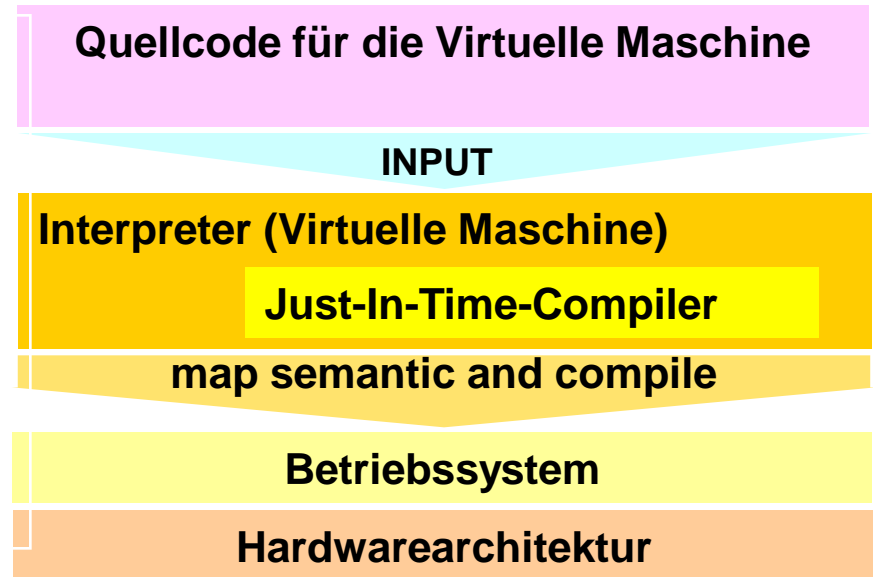 Quellcode für die Virtuelle Maschine
INPUT
Interpreter (Virtuelle Maschine)
Just-In-Time-Compiler
map semantic and compile
Betriebssystem
Hardwarearchitektur